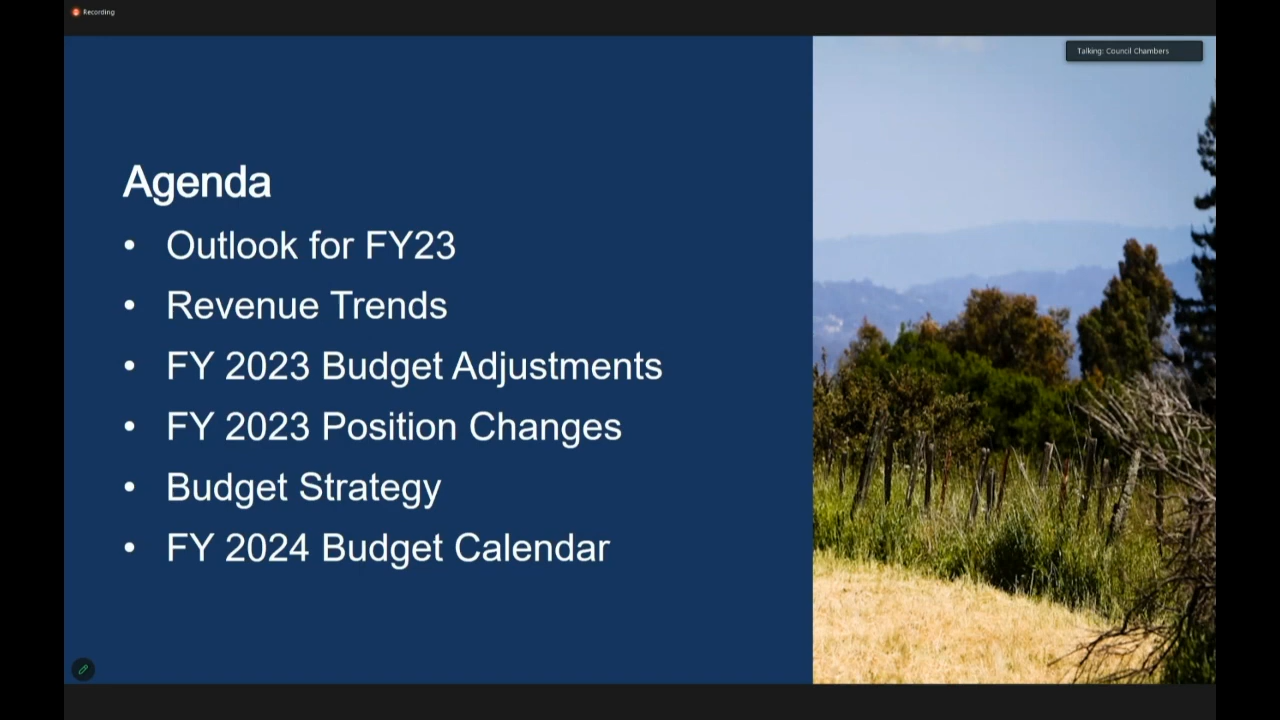 Recording
Talking: Council Chambers
Agenda
• Outlook for FY23
• Revenue Trends
• FY 2023 Budget Adjustments
• FY 2023 Position Changes
• Budget Strategy
• FY 2024 Budget Calendar